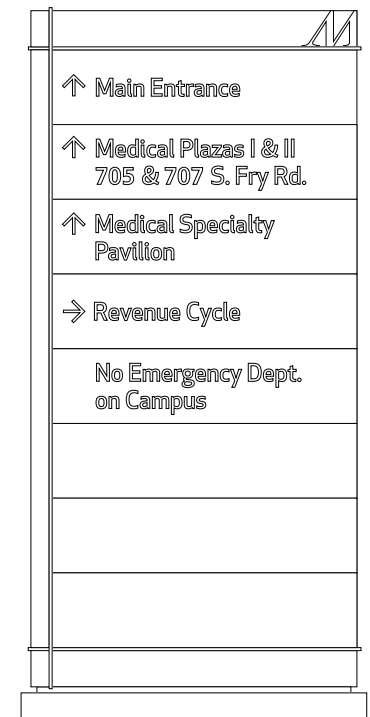 ↑ Main Entrance
↑ Medical Plazas I & II
705 & 707 S. Fry Rd.
↑ Medical Specialty
Pavilion
→ Revenue Cycle
No Emergency Dept.
on Campus